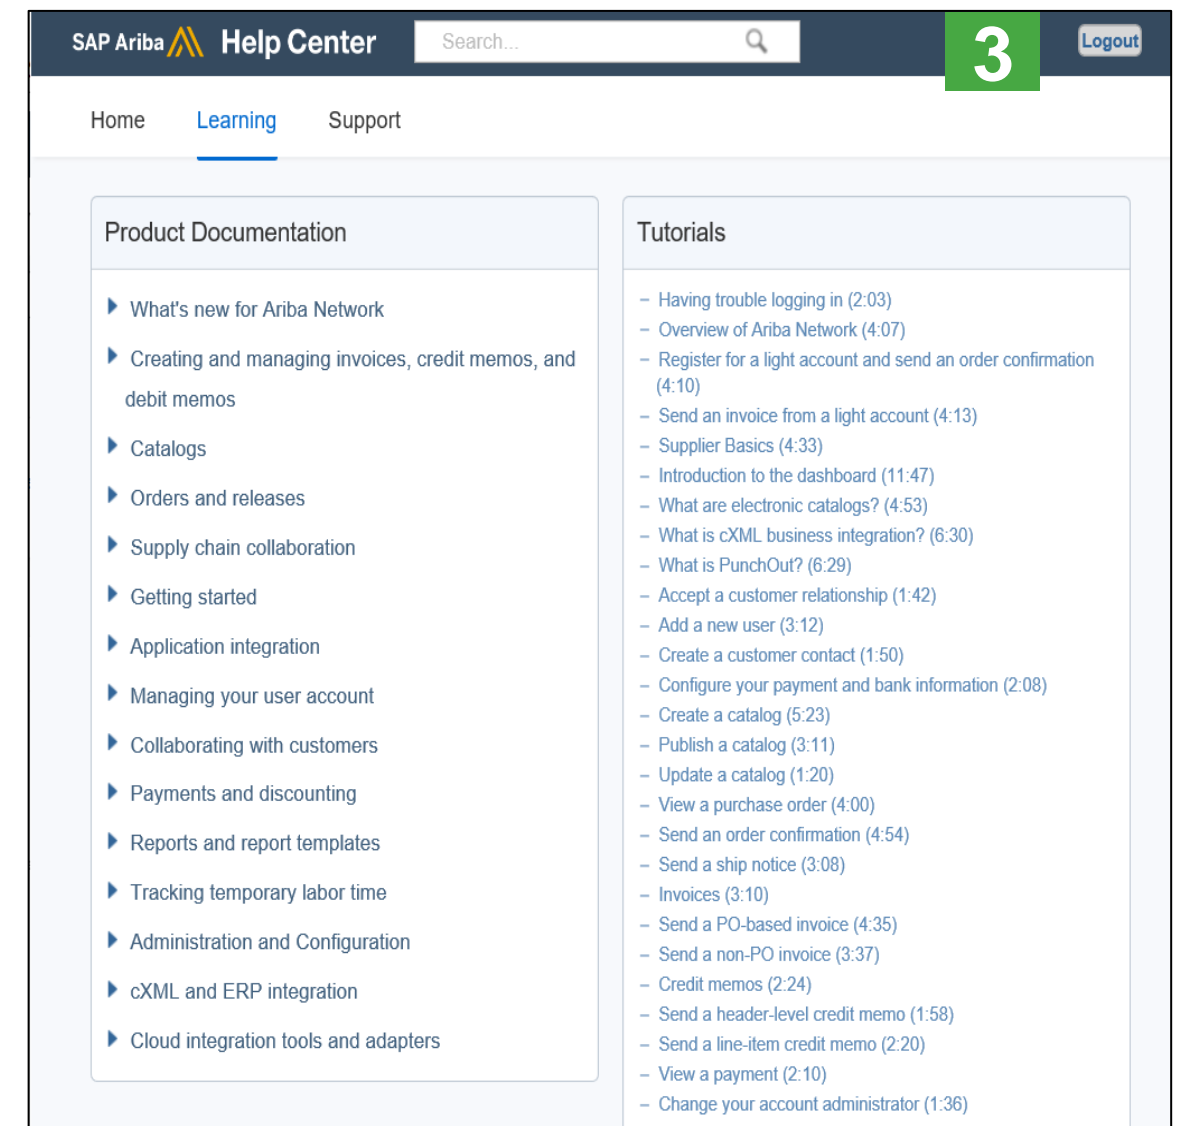 SAP Ariba Help Center Search... 3 Logout
Home Learning Support
Product Documentation
What's new for Ariba Network
Creating and managing invoices, credit memos, and
debit memos
Catalogs
Orders and releases
Supply chain collaboration
Getting started
Application integration
Managing your user account
Collaborating with customers
Payments and discounting
Reports and report templates
Tracking temporary labor time
Administration and Configuration
cXML and ERP integration
Cloud integration tools and adapters
Tutorials
– Having trouble logging in (2:03)
– Overview of Ariba Network (4:07)
– Register for a light account and send an order confirmation
(4:10)
– Send an invoice from a light account (4:13)
– Supplier Basics (4:33)
– Introduction to the dashboard (11:47)
– What are electronic catalogs? (4:53)
– What is cXML business integration? (6:30)
– What is PunchOut? (6:29)
– Accept a customer relationship (1:42)
– Add a new user (3:12)
– Create a customer contact (1:50)
– Configure your payment and bank information (2:08)
– Create a catalog (5:23)
– Publish a catalog (3:11)
– Update a catalog (1:20)
– View a purchase order (4:00)
– Send an order confirmation (4:54)
– Send a ship notice (3:08)
– Invoices (3:10)
– Send a PO-based invoice (4:35)
– Send a non-PO invoice (3:37)
– Credit memos (2:24)
– Send a header-level credit memo (1:58)
– Send a line-item credit memo (2:20)
– View a payment (2:10)
– Change your account administrator (1:36)